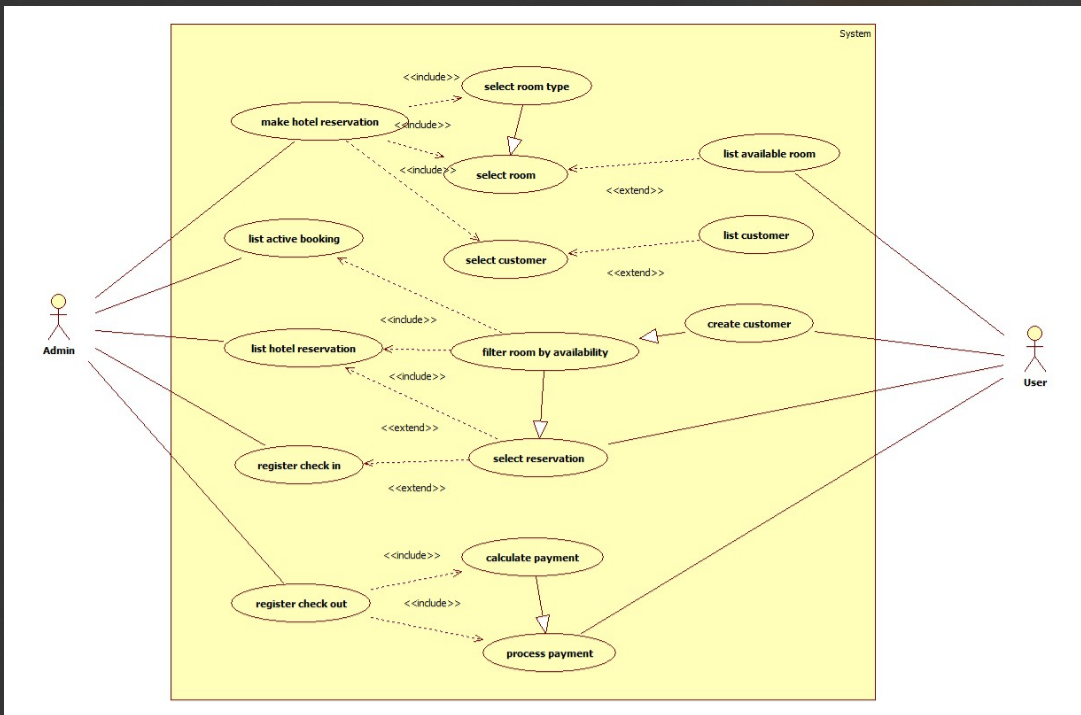 System
<<include>>
select room type
make hotel reservation
<<include>>
list available room
<<include>>
select room
<<extend>>
list active booking
list customer
select customer
<<extend>>
Admin
<<include>>
create customer
list hotel reservation
filter room by availability
User
<<include>>
<<extend>>
select reservation
register check in
<<extend>>
<<include>>
calculate payment
register check out
<<include>>
process payment